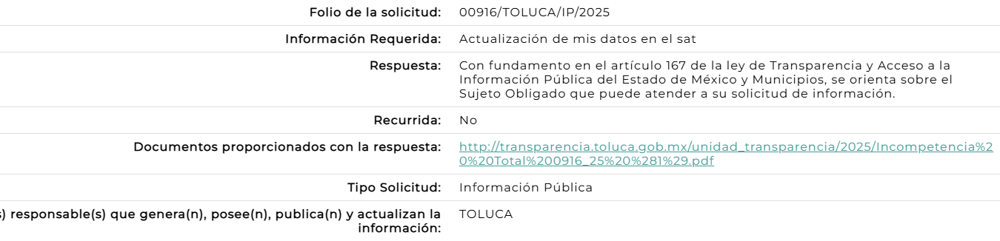 Folio de la solicitud: 00916/TOLUCA/IP/2025
Información Requerida: Actualización de mis datos en el sat
Respuesta: Con fundamento en el artículo 167 de la ley de Transparencia y Acceso a la
Información Pública del Estado de México y Municipios, se orienta sobre el
Sujeto Obligado que puede atender a su solicitud de información.
Recurrida: No
Documentos proporcionados con la respuesta: http://transparencia.toluca.gob.mx/unidad_transparencia/2025/Incompetencia%2
0%20Total%200916_25%20%281%29.pdf
Tipo Solicitud: Información Pública
s) responsable(s) que genera(n), posee(n), publica(n) y actualizan la TOLUCA
información: